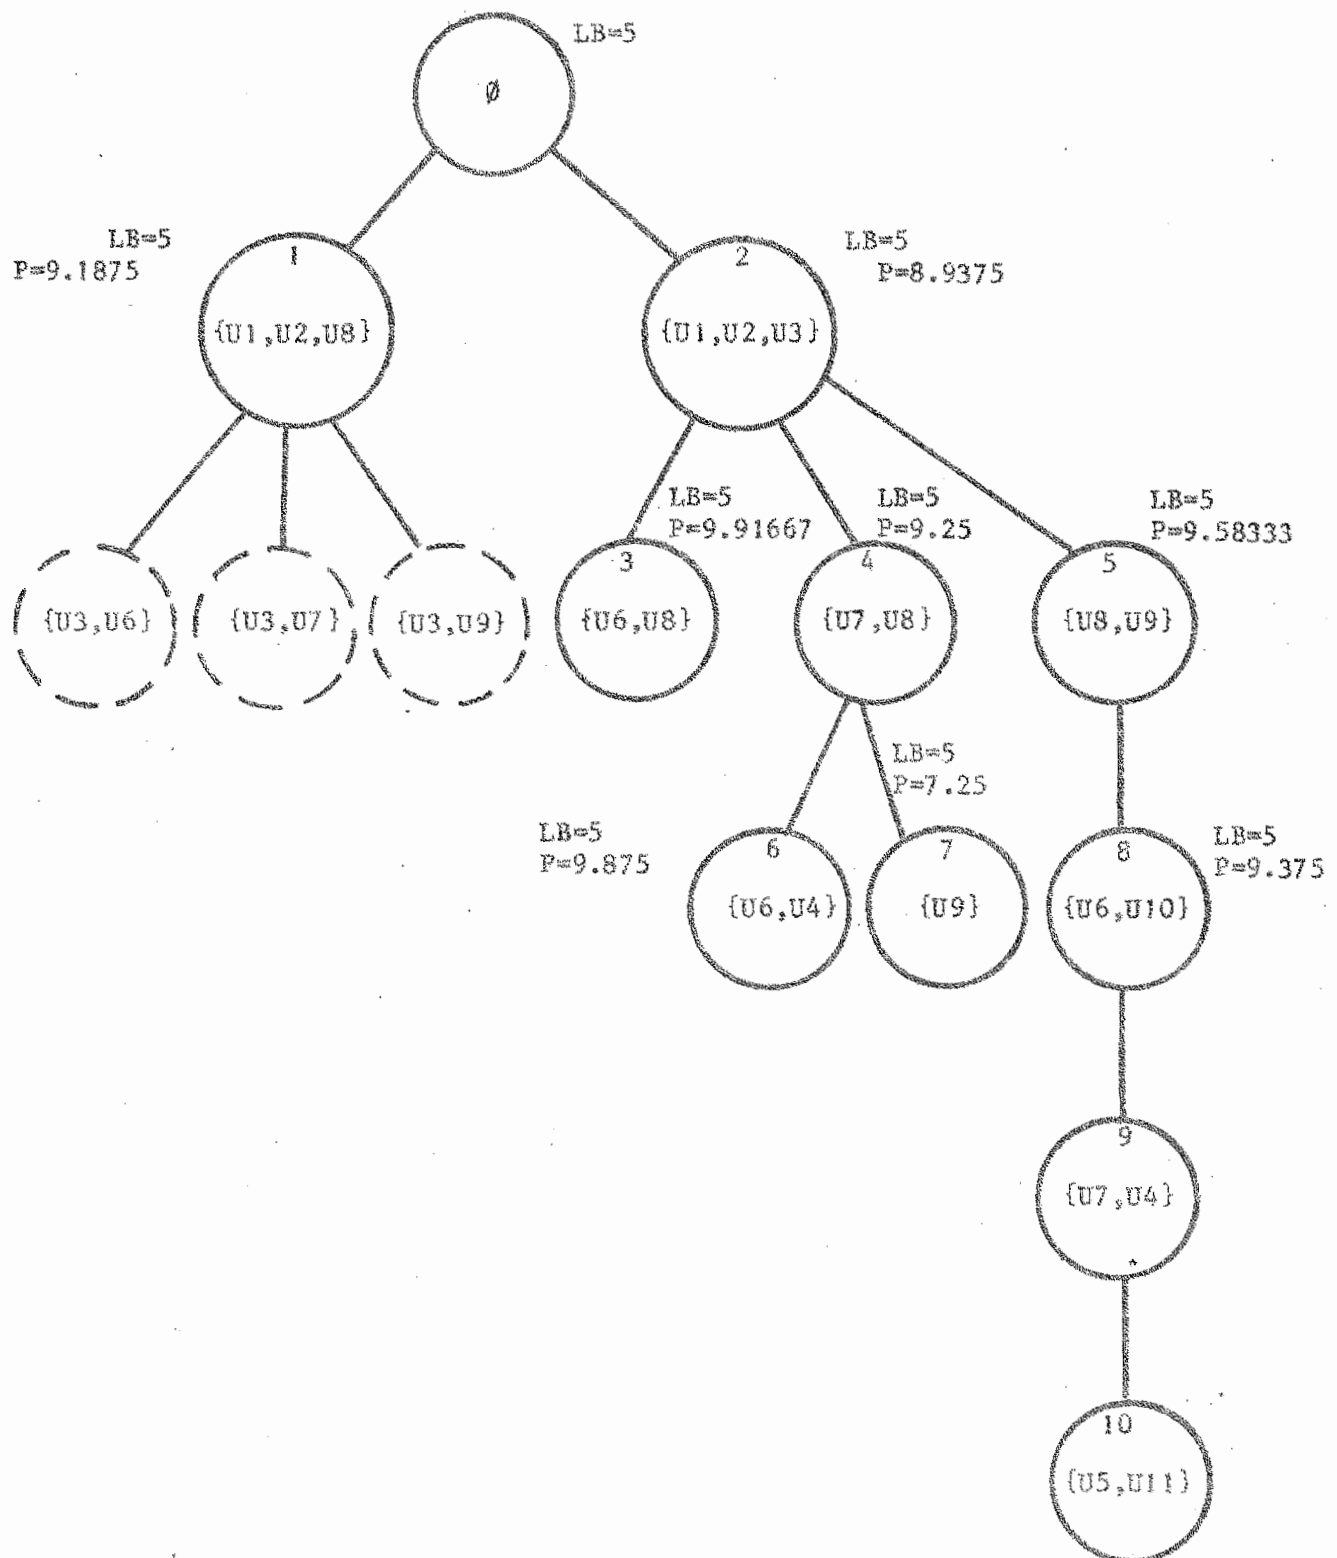 LB=5
ø
LB=5
P=9.1875
1
{U1,U2,U8}
2
LB=5
P=8.9375
{U1,U2,U3}
{U3,U6}
{U3,U7}
{U3,U9}
LB=5
P=9.91667
3
{U6,U8}
LB=5
P=9.25
4
{U7,U8}
LB=5
P=9.58333
5
{U8,U9}
LB=5
P=9.875
6
{U6,U4}
LB=5
P=7.25
7
{U9}
8
LB=5
P=9.375
{U6,U10}
9
{U7,U4}
10
{U5,U11}